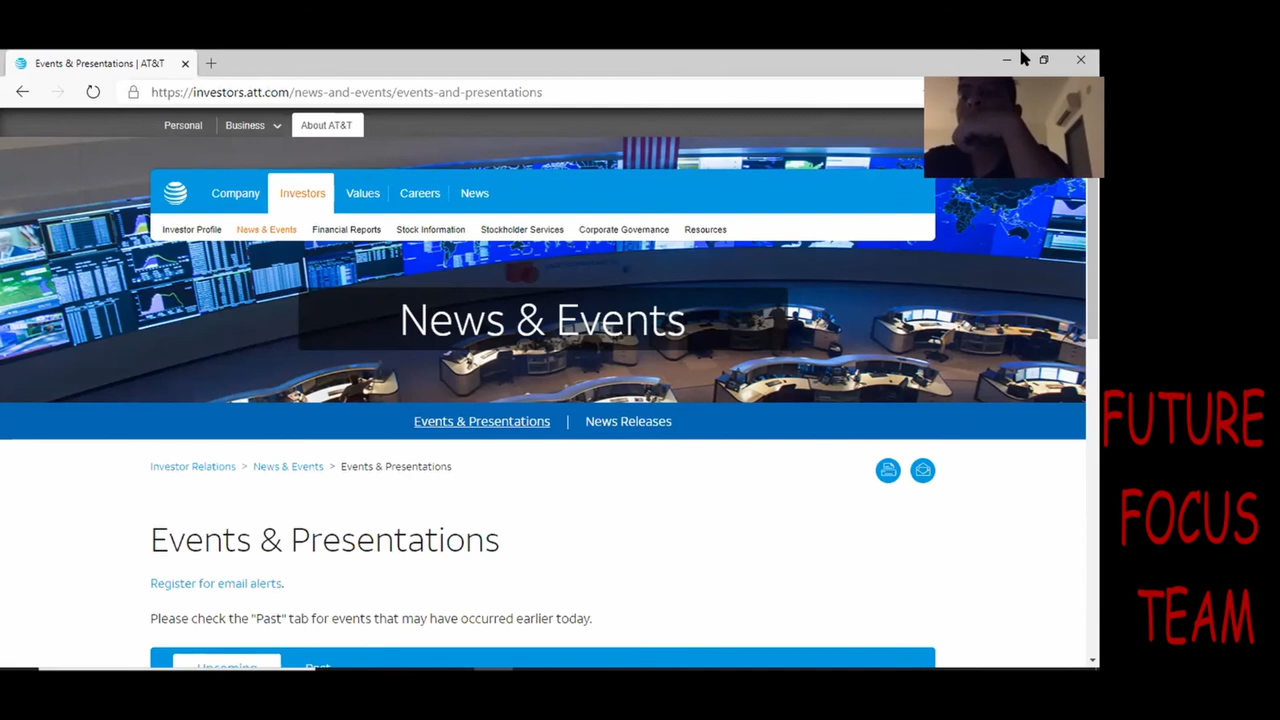 Events & Presentations | AT&T
https://investors.att.com/news-and-events/events-and-presentations
Personal Business About AT&T
Company Investors Values Careers News
Investor Profile News & Events Financial Reports Stock Information Stockholder Services Corporate Governance Resources
News & Events
Events & Presentations | News Releases
Investor Relations > News & Events > Events & Presentations
Events & Presentations
Register for email alerts.
Please check the "Past" tab for events that may have occurred earlier today.
Upcoming Past
FUTURE
FOCUS
TEAM